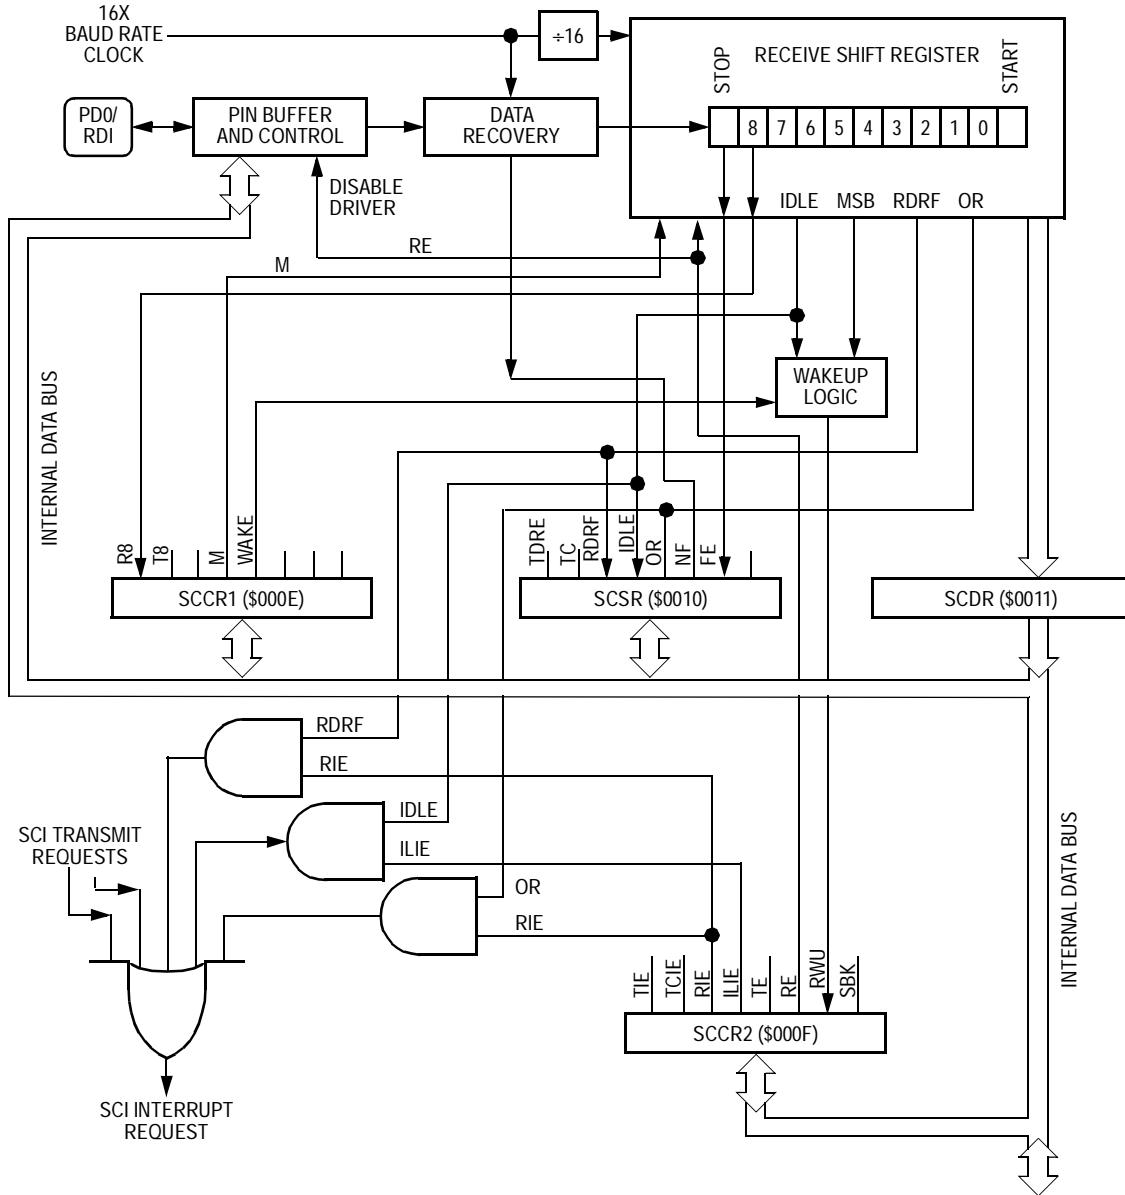 16X
BAUD RATE
CLOCK
÷16
RECEIVE SHIFT REGISTER
STOP
START
PD0/
RDI
PIN BUFFER
AND CONTROL
DATA
RECOVERY
8 7 6 5 4 3 2 1 0
DISABLE
DRIVER
IDLE MSB RDRF OR
RE
M
WAKEUP
LOGIC
INTERNAL DATA BUS
R8 T8 M WAKE
TDRE TC RDRF IDLE OR NF FE
SCCR1 ($000E)
SCSR ($0010)
SCDR ($0011)
RDRF
RIE
IDLE
ILIE
SCI TRANSMIT
REQUESTS
OR
RIE
INTERNAL DATA BUS
TIE TCIE RIE ILIE TE RE RWU SBK
SCCR2 ($000F)
SCI INTERRUPT
REQUEST